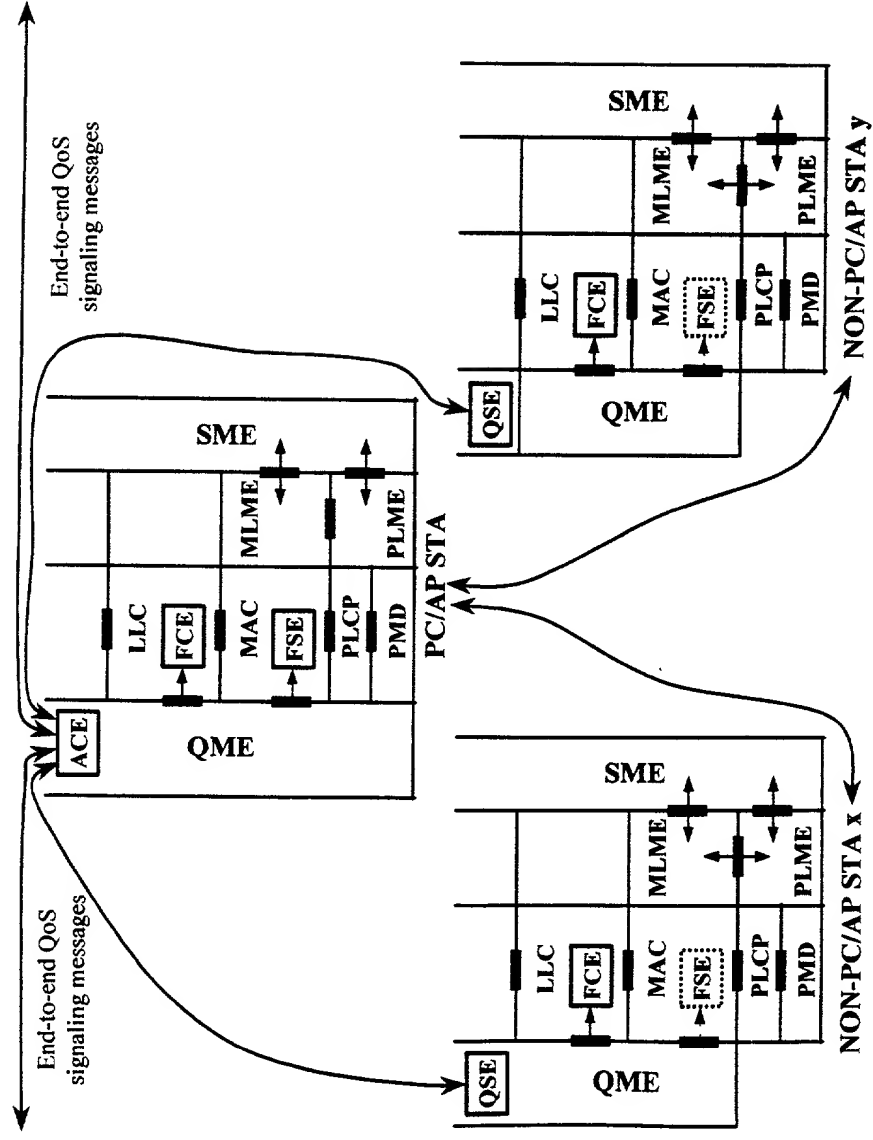 End-to-end QoS
signaling messages
End-to-end QoS
signaling messages
ACE
LLC
FCE
QME
SME
MAC
MLME
FSE
PLCP
PMD
PLME
PC/AP STA
QSE
LLC
FCE
QME
SME
MAC
MLME
FSE
PLCP
PMD
PLME
NON-PC/AP STA x
QSE
LLC
FCE
QME
SME
MAC
MLME
FSE
PLCP
PMD
PLME
NON-PC/AP STA y